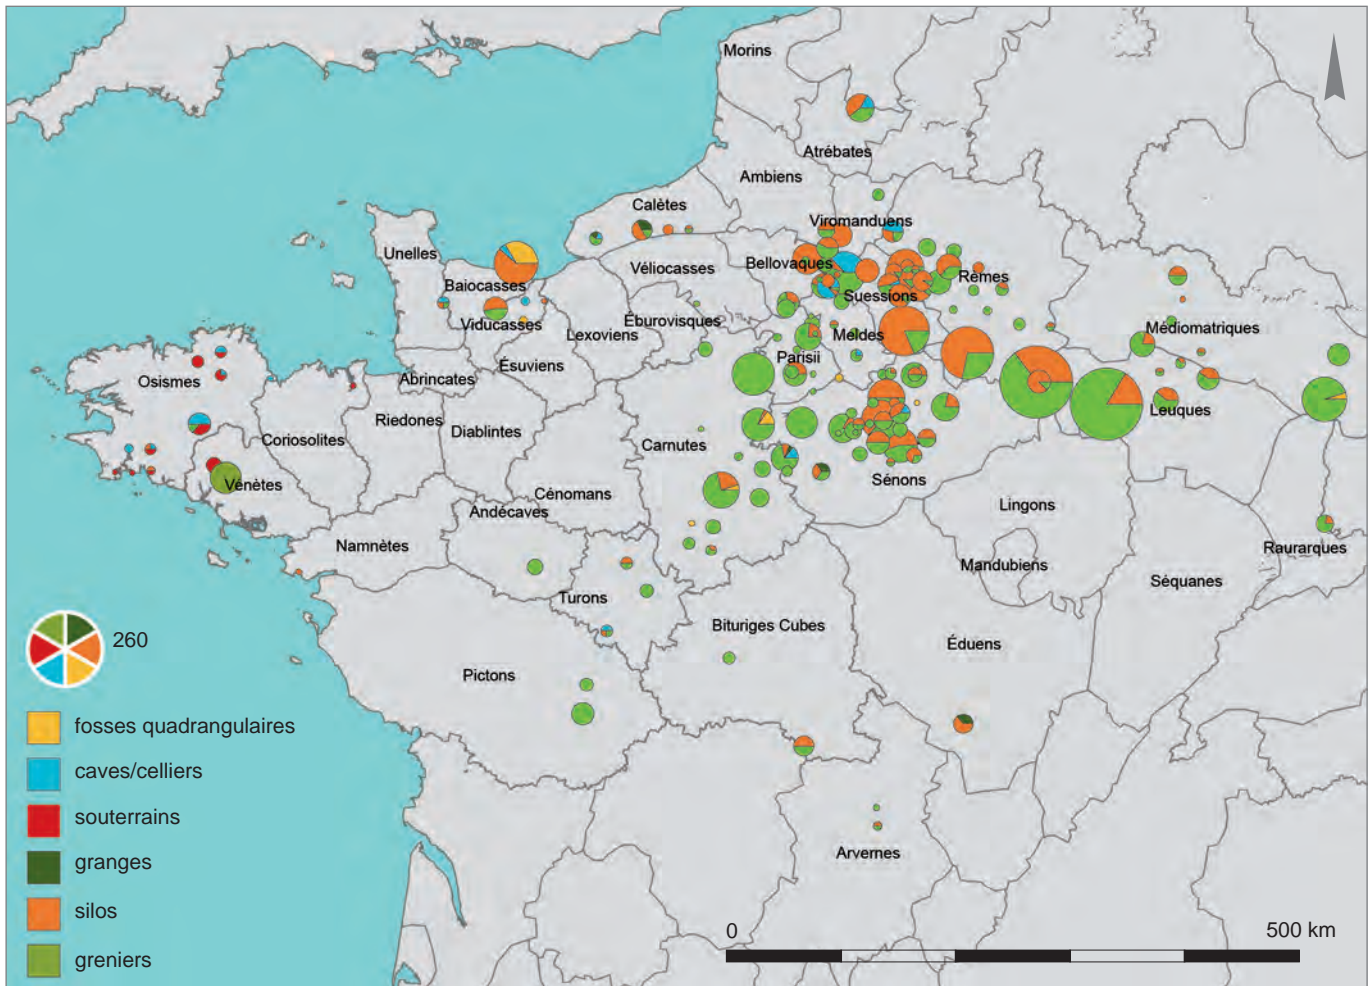 Morins
Atrébates
Ambiens
Calètes
Viromanduens
Unelles
Bellovaques
Véliocasses
Rèmes
Baiocasses
Suessions
Viducasses
Éburovisques
Lexoviens
Meldes
Médiomatriques
Parisii
Ésuviens
Osismes
Abrincates
Leuques
Riedones
Diablintes
Coriosolites
Carnutes
Sénons
Vénètes
Cénomans
Lingons
Andécaves
Namnètes
Raurarques
Mandubiens
Séquanes
Turons
Bituriges Cubes
Éduens
260
Pictons
fosses quadrangulaires
caves/celliers
souterrains
granges
Arvernes
silos
greniers
0 500 km